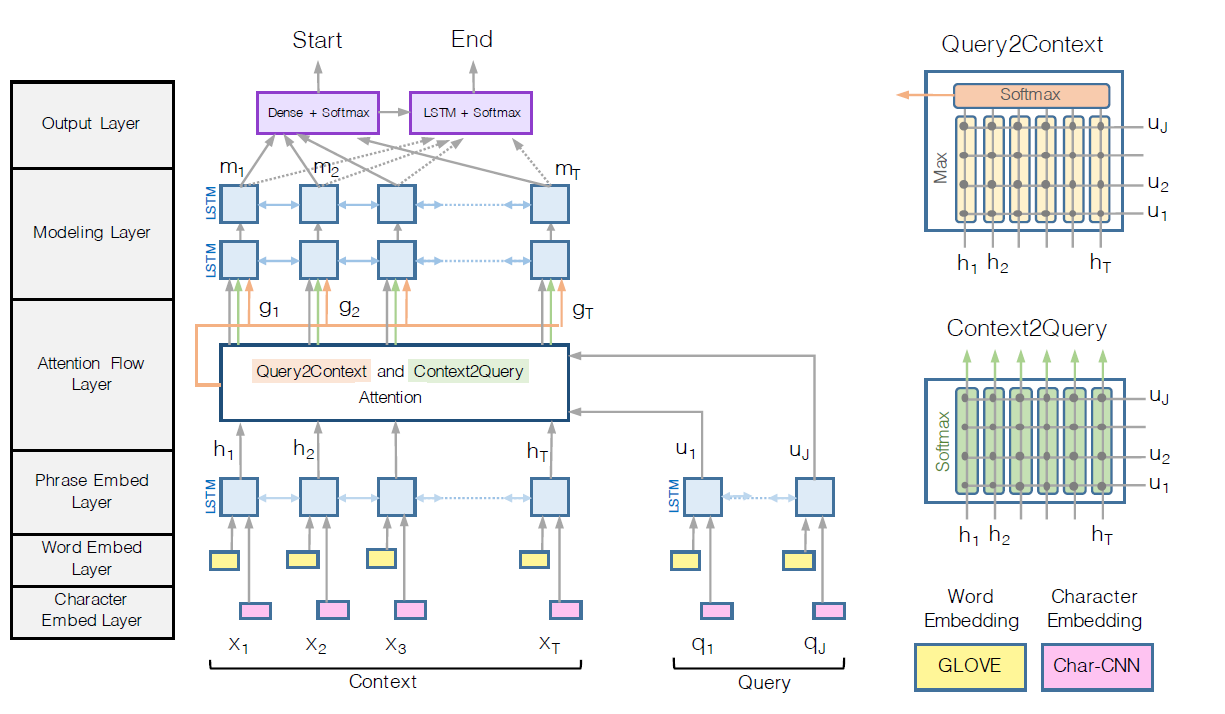 Start
End
Output Layer
Dense + Softmax
LSTM + Softmax
m1
m2
mT
LSTM
Modeling Layer
LSTM
g1
g2
gT
Attention Flow
Layer
Query2Context and Context2Query
Attention
h1
h2
hT
u1
uJ
Phrase Embed
Layer
LSTM
LSTM
Word Embed
Layer
Character
Embed Layer
x1
x2
x3
xT
q1
qJ
Context
Query
Query2Context
Softmax
Max
uJ
u2
u1
h1
h2
hT
Context2Query
Softmax
uJ
u2
u1
h1
h2
hT
Word
Embedding
Character
Embedding
GLOVE
Char-CNN